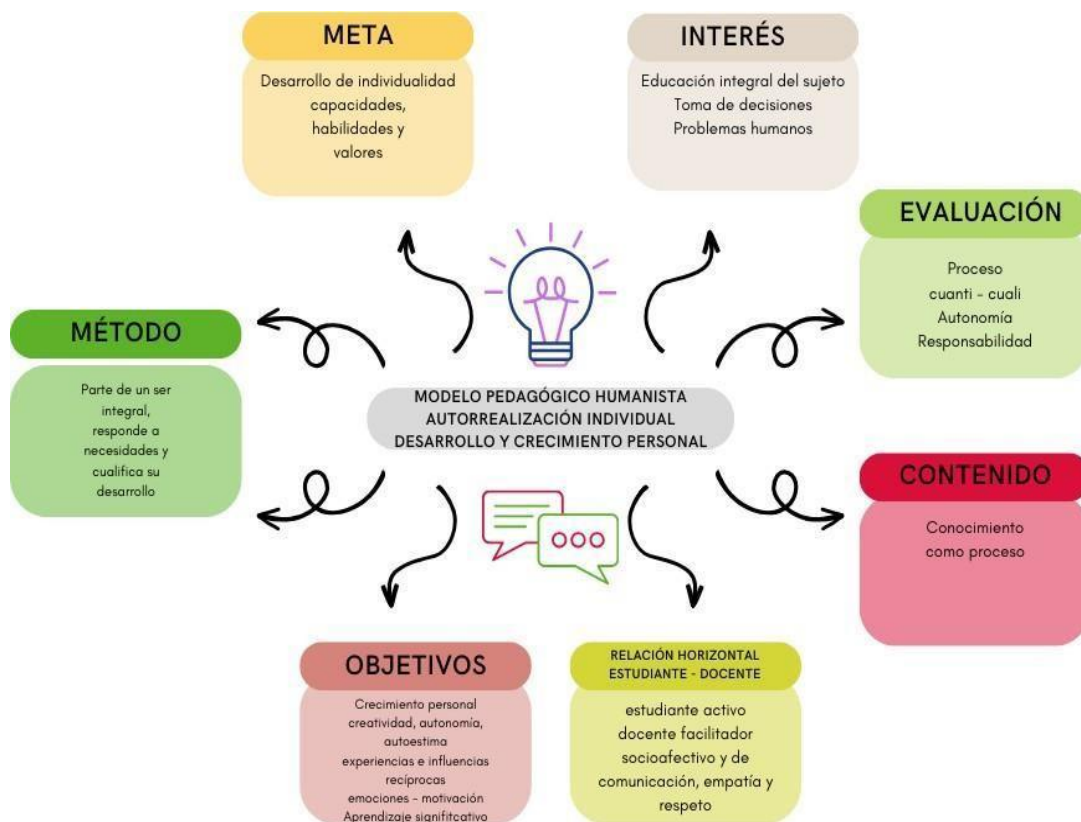 META
Desarrollo de individualidad
capacidades,
habilidades y
valores
INTERÉS
Educación integral del sujeto
Toma de decisiones
Problemas humanos
EVALUACIÓN
Proceso
cuanti - cuali
Autonomía
Responsabilidad
MÉTODO
Parte de un ser
integral,
responde a
necesidades y
cualifica su
desarrollo
MODELO PEDAGÓGICO HUMANISTA
AUTORREALIZACIÓN INDIVIDUAL
DESARROLLO Y CRECIMIENTO PERSONAL
CONTENIDO
Conocimiento
como proceso
OBJETIVOS
Crecimiento personal
creatividad, autonomía,
autoestima
experiencias e influencias
recíprocas
emociones - motivación
Aprendizaje signifitcativo
RELACIÓN HORIZONTAL
ESTUDIANTE - DOCENTE
estudiante activo
docente facilitador
socioafectivo y de
comunicación, empatía y
respeto